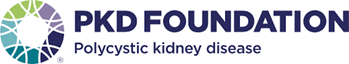 PKD FOUNDATION
Polycystic kidney disease
®